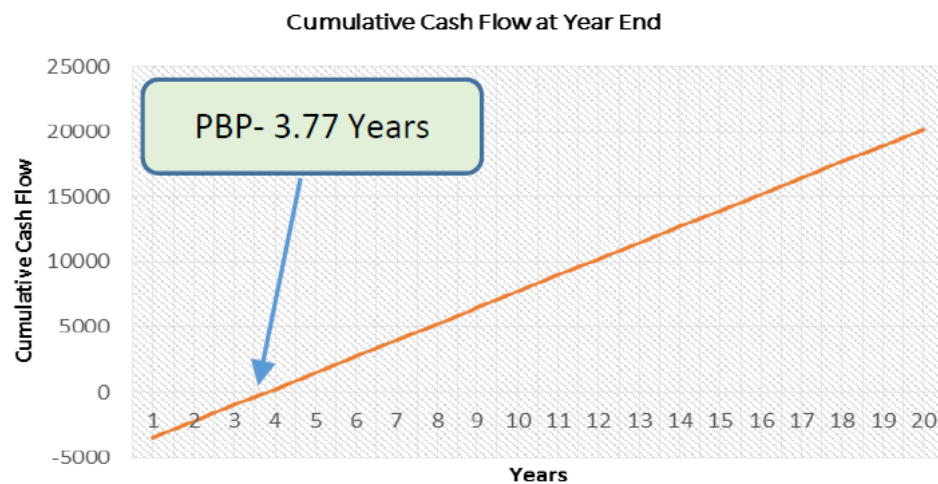 Cumulative Cash Flow at Year End
25000
20000
15000
10000
5000
0
-5000
Cumulative Cash Flow
PBP- 3.77 Years
1 2 3 4 5 6 7 8 9 10 11 12 13 14 15 16 17 18 19 20
Years